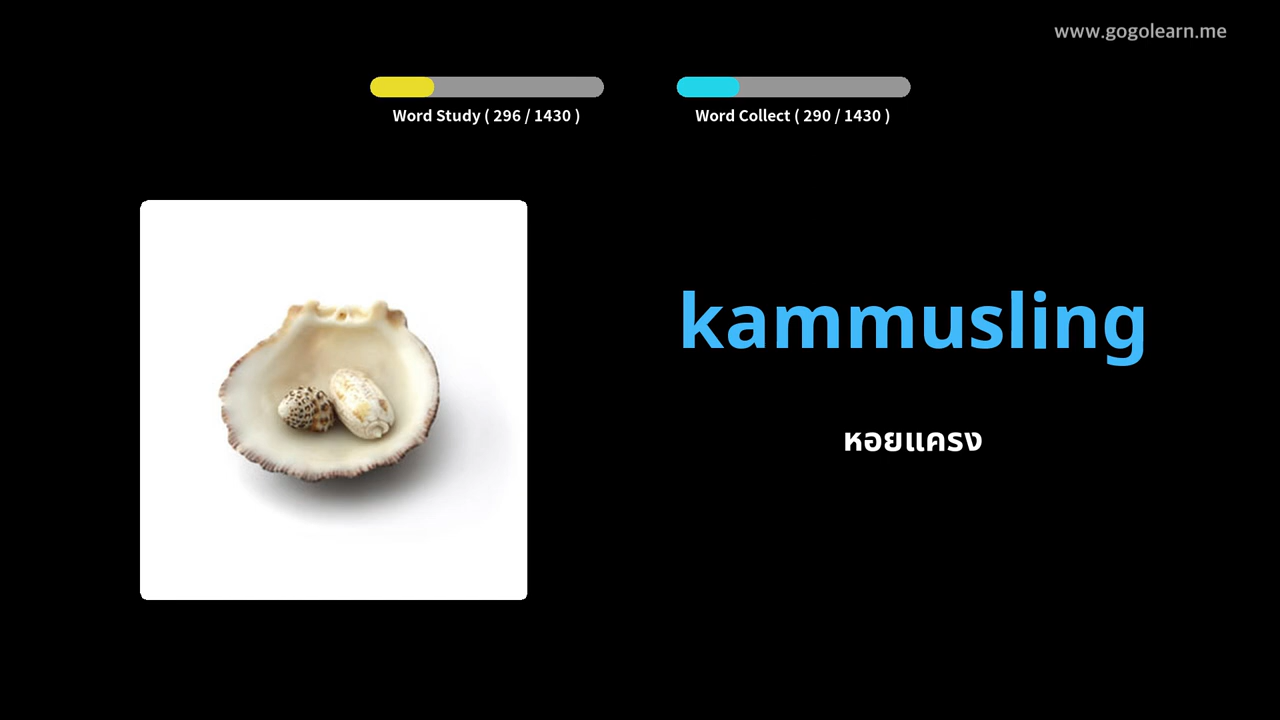 www.gogolearn.me
Word Study ( 296 / 1430 )
Word Collect ( 290 / 1430 )
kammusling
หอยแครง